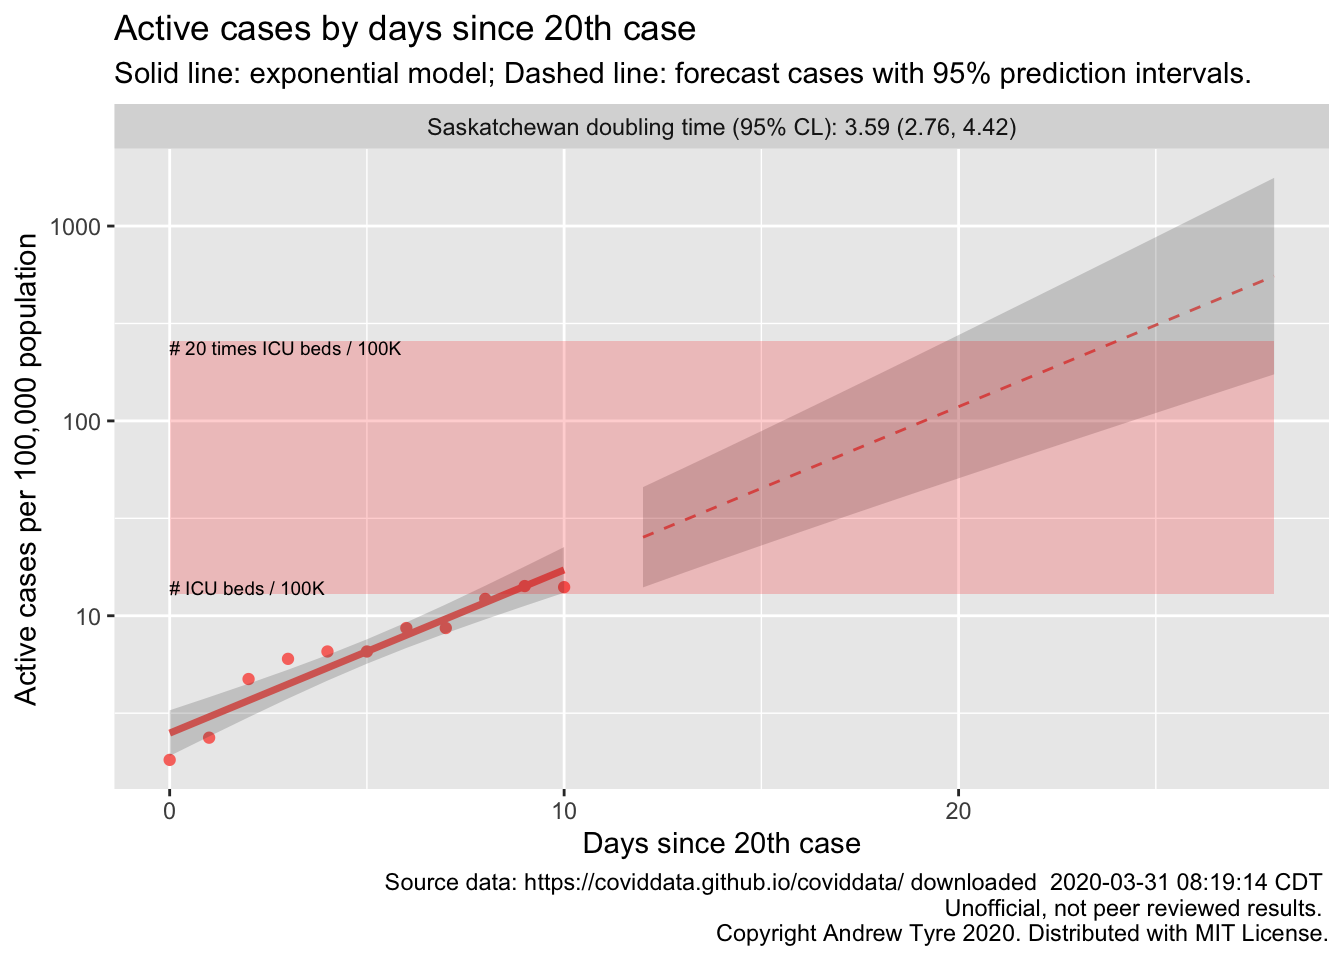 Active cases by days since 20th case
Solid line: exponential model; Dashed line: forecast cases with 95% prediction intervals.
Saskatchewan doubling time (95% CL): 3.59 (2.76, 4.42)
Active cases per 100,000 population
1000
100
10
# 20 times ICU beds / 100K
# ICU beds / 100K
0
10
20
Days since 20th case
Source data: https://coviddata.github.io/coviddata/ downloaded  2020-03-31 08:19:14 CDT
Unofficial, not peer reviewed results.
Copyright Andrew Tyre 2020. Distributed with MIT License.